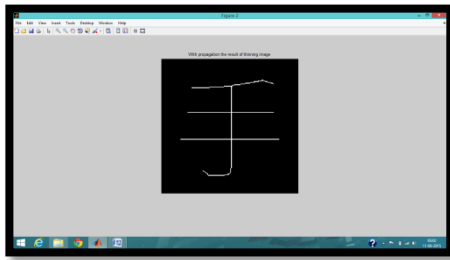 Figure 2
File Edit View Insert Tools Desktop Window Help
With propagation the result of thinning image
手